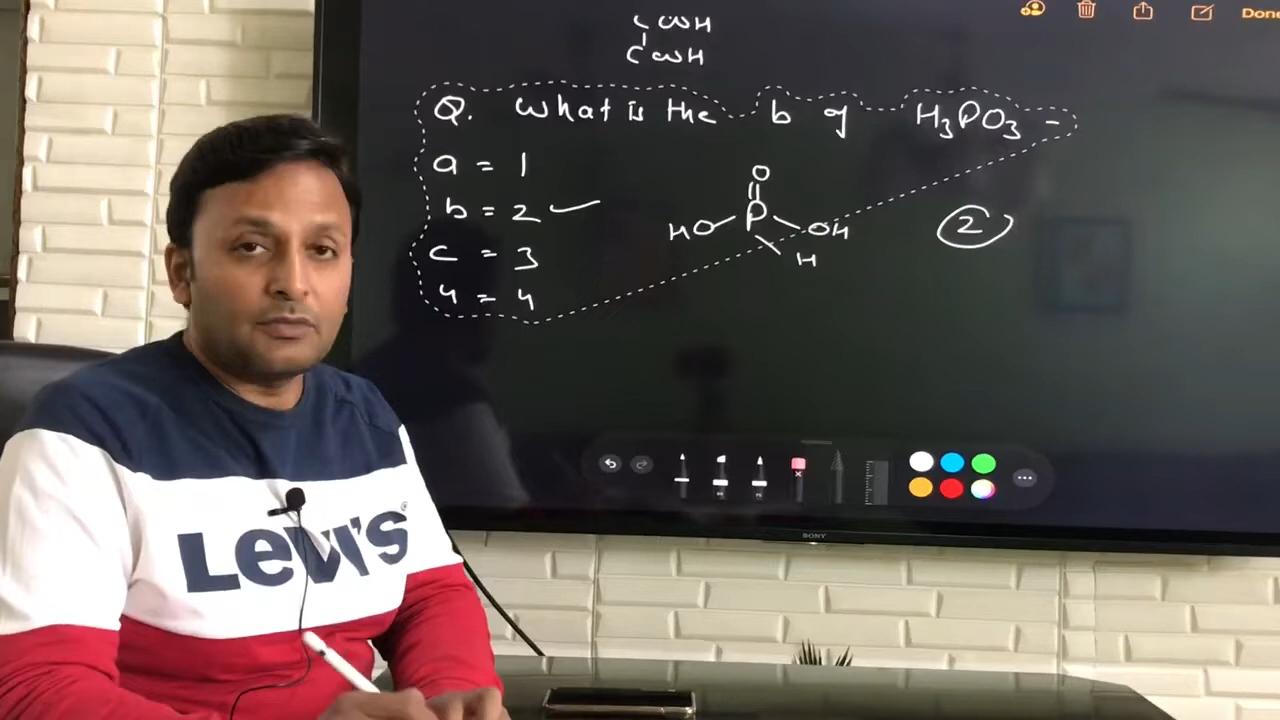 COOH
COOH
Q. What is the b of H3PO3 -
a = 1
b = 2
c = 3
4 = 4
O
HO P OH
H
2
Done
SONY
Levi's